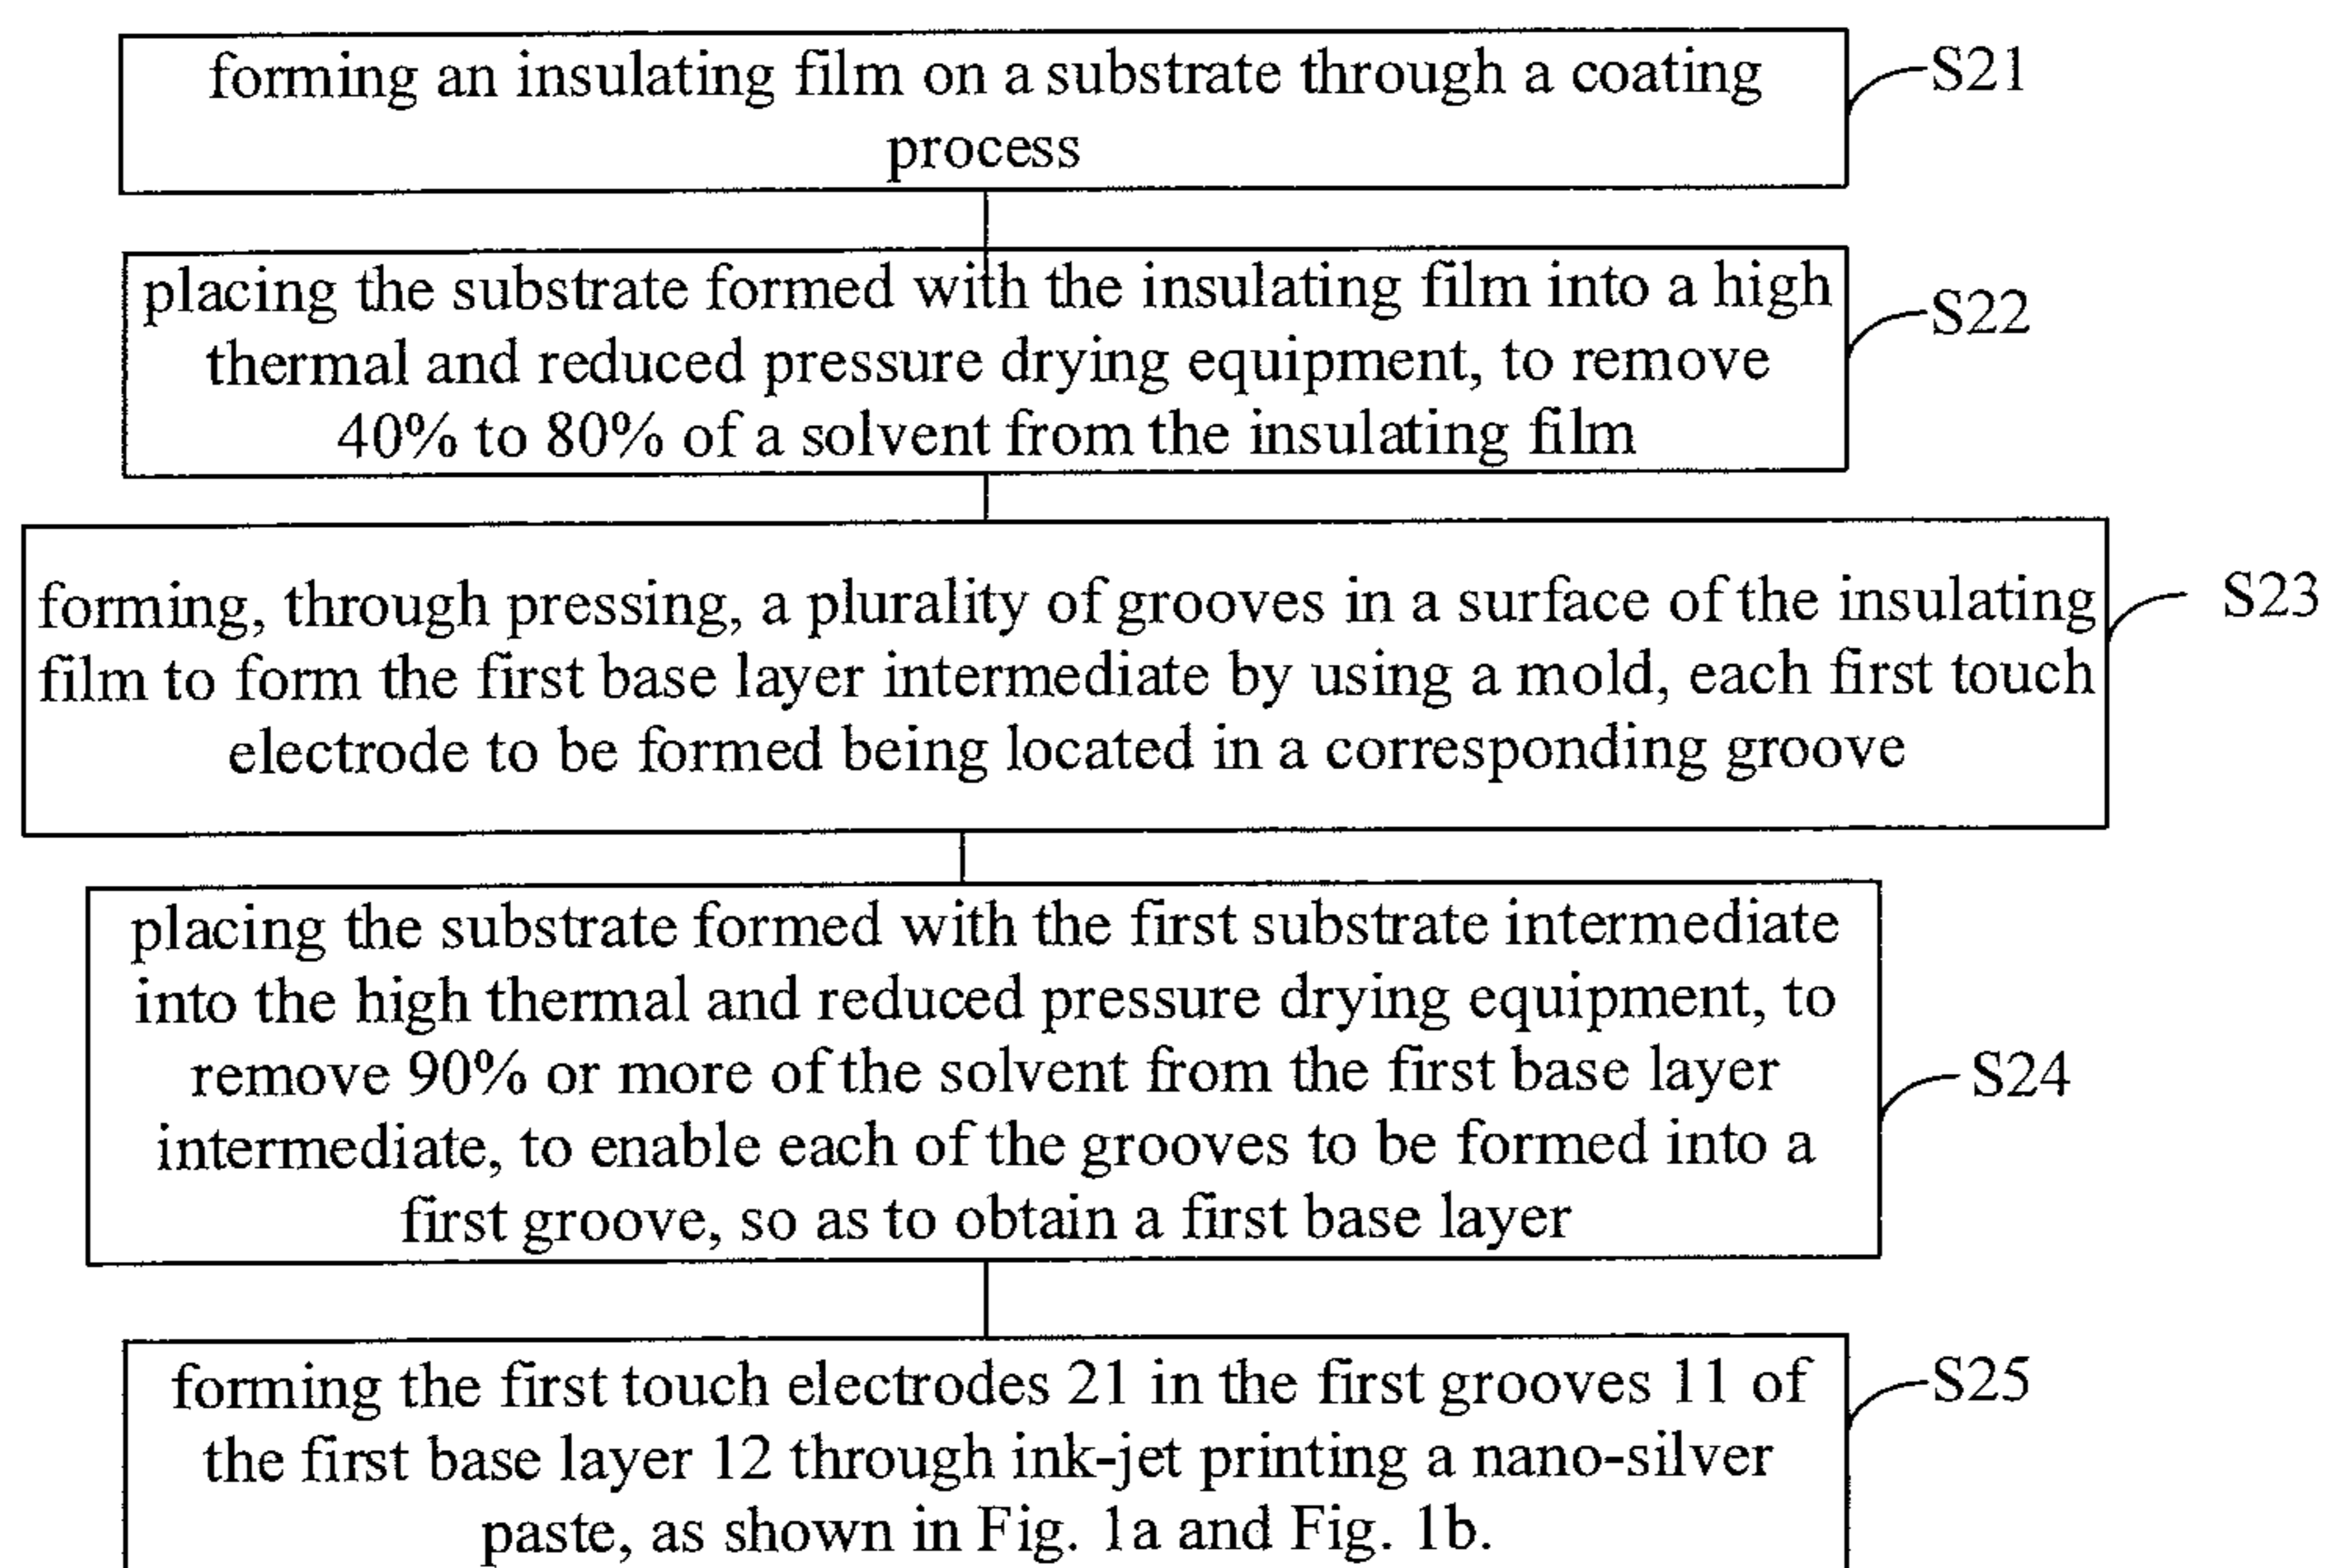 forming an insulating film on a substrate through a coating
process
S21
placing the substrate formed with the insulating film into a high
thermal and reduced pressure drying equipment, to remove
40% to 80% of a solvent from the insulating film
S22
forming, through pressing, a plurality of grooves in a surface of the insulating
film to form the first base layer intermediate by using a mold, each first touch
electrode to be formed being located in a corresponding groove
S23
placing the substrate formed with the first substrate intermediate
into the high thermal and reduced pressure drying equipment, to
remove 90% or more of the solvent from the first base layer
intermediate, to enable each of the grooves to be formed into a
first groove, so as to obtain a first base layer
S24
forming the first touch electrodes 21 in the first grooves 11 of
the first base layer 12 through ink-jet printing a nano-silver
paste, as shown in Fig. 1a and Fig. 1b.
S25